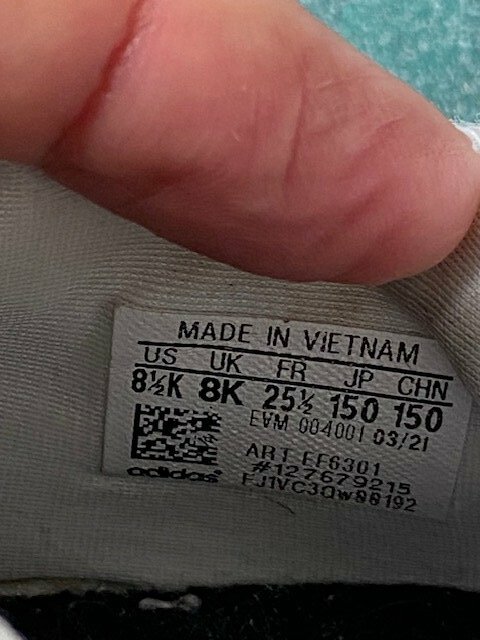 MADE IN VIETNAM
US UK FR JP CHN
8½K 8K 25½ 150 150
EVM 004001 03/21
ART EF6301
#127679215
adidas